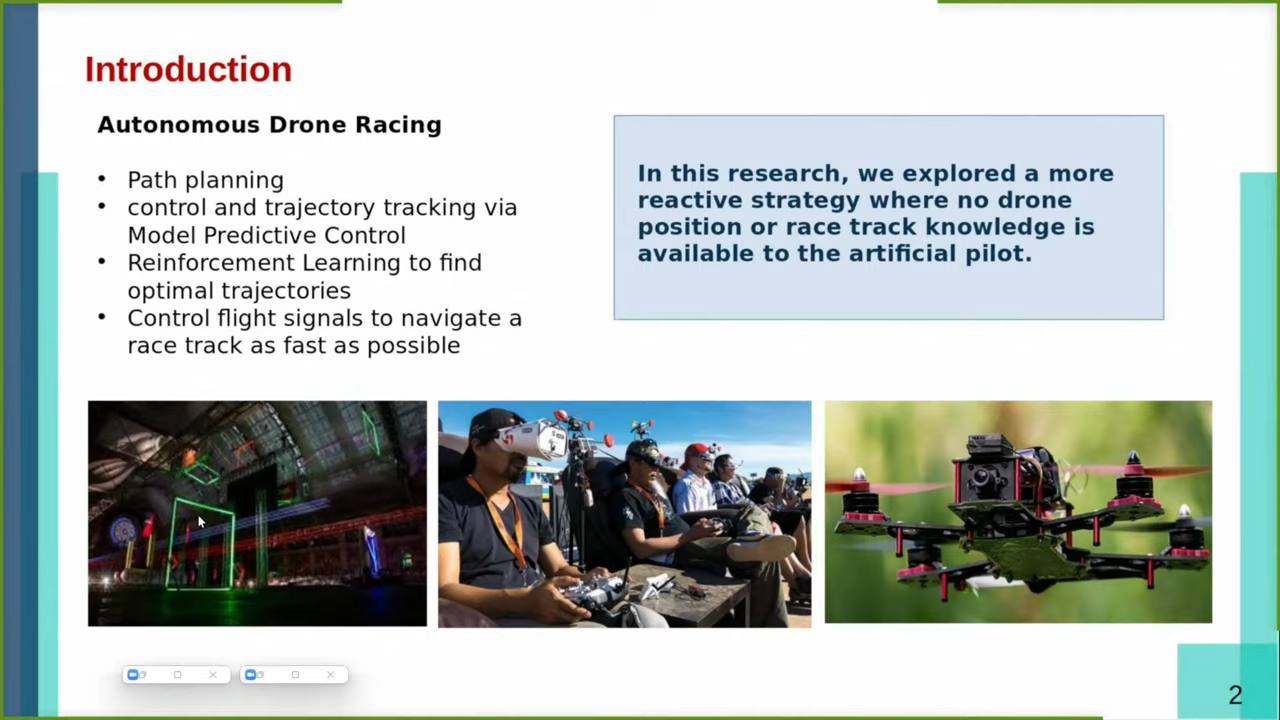 Introduction
Autonomous Drone Racing
• Path planning
• control and trajectory tracking via
Model Predictive Control
• Reinforcement Learning to find
optimal trajectories
• Control flight signals to navigate a
race track as fast as possible
In this research, we explored a more
reactive strategy where no drone
position or race track knowledge is
available to the artificial pilot.
2